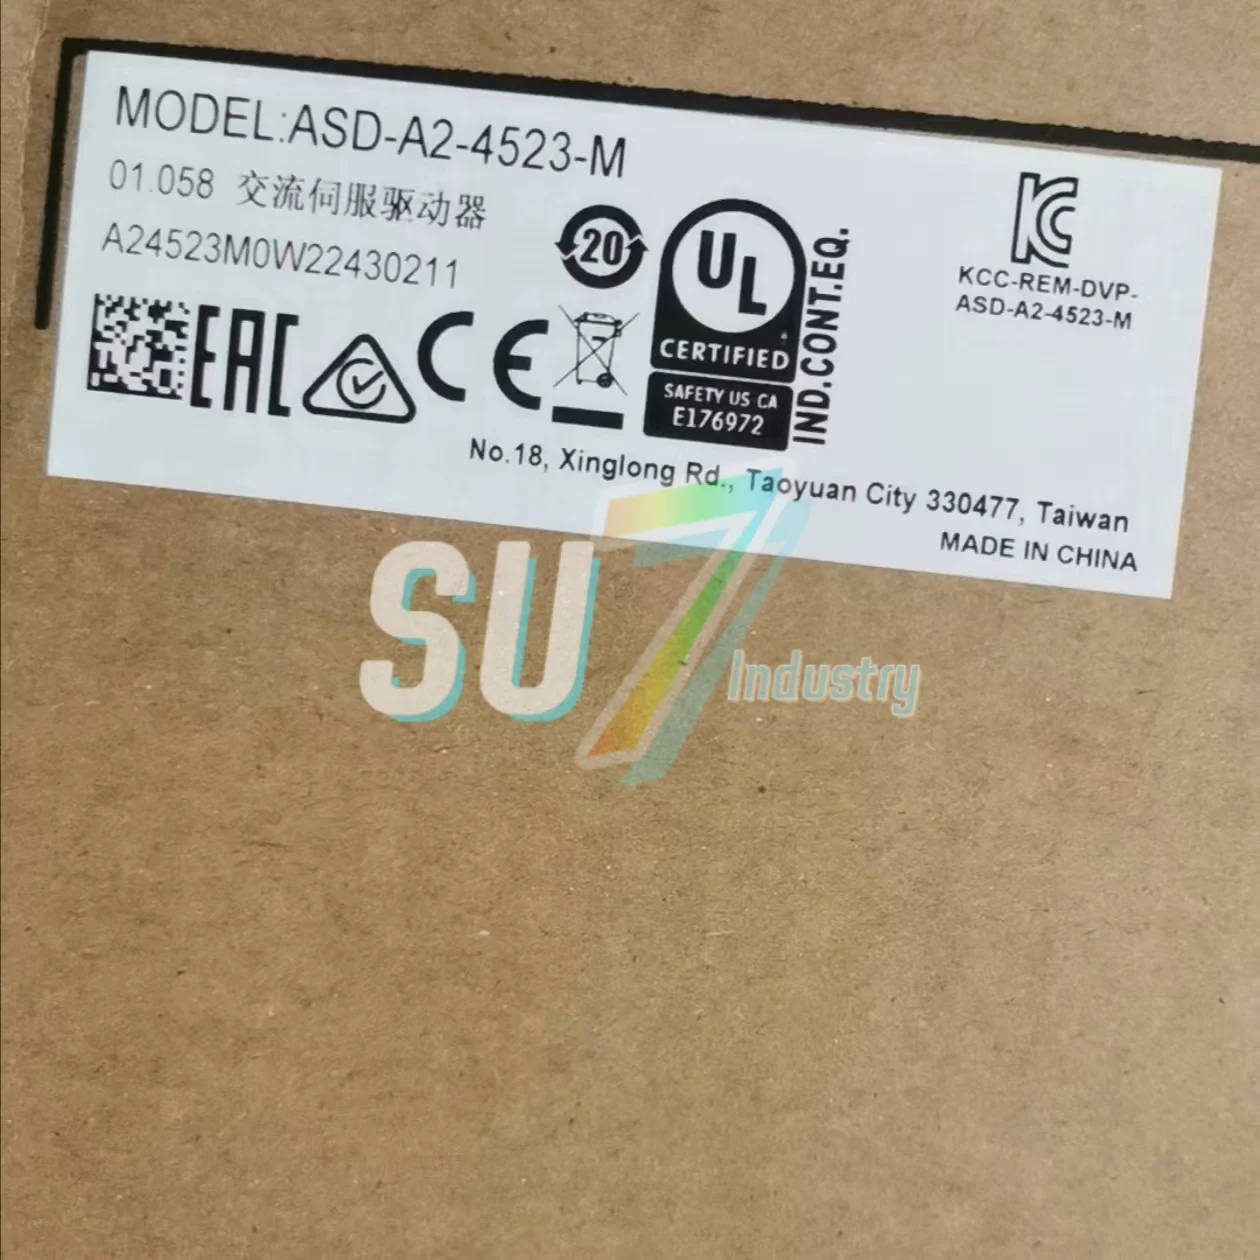 MODEL:ASD-A2-4523-M
01.058 交流伺服驱动器
A24523M0W22430211
20
UL
CERTIFIED
SAFETY US CA
E176972
IND.CONT.EQ.
KC
KCC-REM-DVP-
ASD-A2-4523-M
EAC
CE
No.18, Xinglong Rd., Taoyuan City 330477, Taiwan
MADE IN CHINA
SU7 Industry